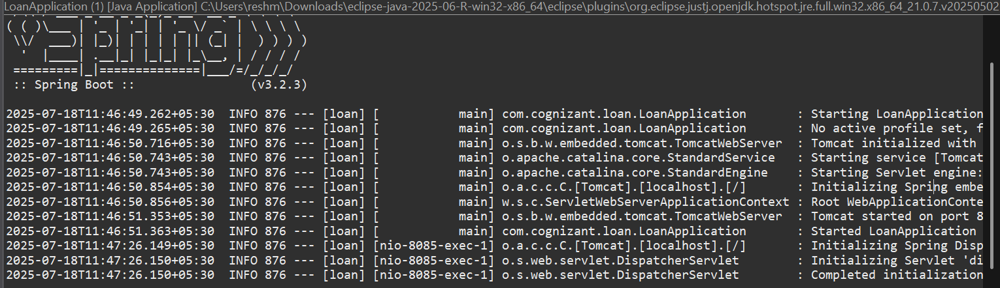 LoanApplication (1) [Java Application] C:\Users\reshm\Downloads\eclipse-java-2025-06-R-win32-x86_64\eclipse\plugins\org.eclipse.justj.openjdk.hotspot.jre.full.win32.x86_64_21.0.7.v20250502
( ( )\___ | '_ | '_| | '_ \/ _` | \ \ \ \
 \\/  ___)| |_)| | | | | || (_| |  ) ) ) )
  '  |____| .__|_| |_|_| |_\__, | / / / /
 =========|_|==============|___/=/_/_/_/
 :: Spring Boot ::                (v3.2.3)
2025-07-18T11:46:49.262+05:30  INFO 876 --- [loan] [           main] com.cognizant.loan.LoanApplication       : Starting LoanApplication
2025-07-18T11:46:49.265+05:30  INFO 876 --- [loan] [           main] com.cognizant.loan.LoanApplication       : No active profile set, f
2025-07-18T11:46:50.716+05:30  INFO 876 --- [loan] [           main] o.s.b.w.embedded.tomcat.TomcatWebServer  : Tomcat initialized with
2025-07-18T11:46:50.743+05:30  INFO 876 --- [loan] [           main] o.apache.catalina.core.StandardService   : Starting service [Tomcat
2025-07-18T11:46:50.743+05:30  INFO 876 --- [loan] [           main] o.apache.catalina.core.StandardEngine    : Starting Servlet engine:
2025-07-18T11:46:50.854+05:30  INFO 876 --- [loan] [           main] o.a.c.c.C.[Tomcat].[localhost].[/]       : Initializing Spring embe
2025-07-18T11:46:50.856+05:30  INFO 876 --- [loan] [           main] w.s.c.ServletWebServerApplicationContext : Root WebApplicationConte
2025-07-18T11:46:51.353+05:30  INFO 876 --- [loan] [           main] o.s.b.w.embedded.tomcat.TomcatWebServer  : Tomcat started on port 8
2025-07-18T11:46:51.363+05:30  INFO 876 --- [loan] [           main] com.cognizant.loan.LoanApplication       : Started LoanApplication
2025-07-18T11:47:26.149+05:30  INFO 876 --- [loan] [nio-8085-exec-1] o.a.c.c.C.[Tomcat].[localhost].[/]       : Initializing Spring Disp
2025-07-18T11:47:26.150+05:30  INFO 876 --- [loan] [nio-8085-exec-1] o.s.web.servlet.DispatcherServlet        : Initializing Servlet 'di
2025-07-18T11:47:26.150+05:30  INFO 876 --- [loan] [nio-8085-exec-1] o.s.web.servlet.DispatcherServlet        : Completed initialization